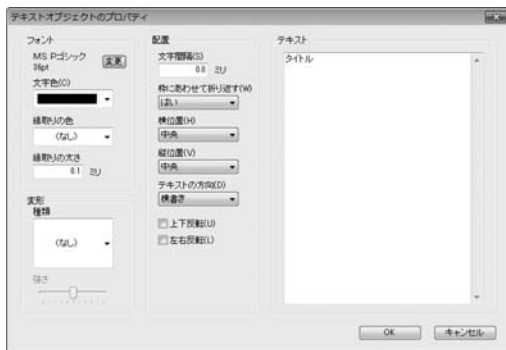 テキストオブジェクトのプロパティ
フォント
MS Pゴシック
36pt
変更
文字色(C)
縁取りの色
(なし)
縁取りの太さ
0.1 ミリ
変形
種類
(なし)
強さ
配置
文字間隔(S)
0.0 ミリ
枠にあわせて折り返す(W)
はい
横位置(H)
中央
縦位置(V)
中央
テキストの方向(D)
横書き
上下反転(U)
左右反転(L)
テキスト
タイトル
OK
キャンセル